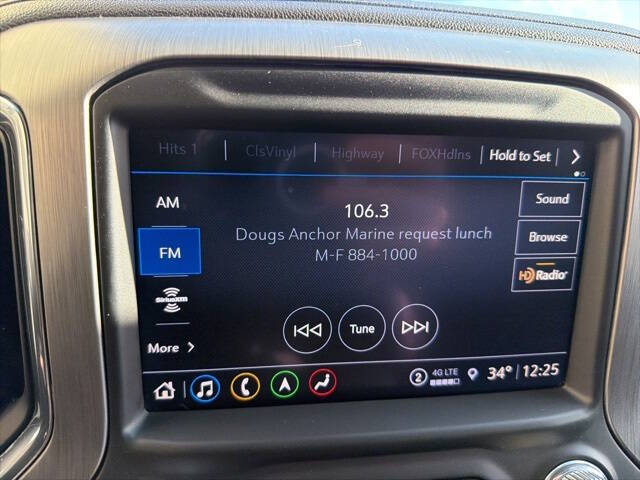 Hits 1 ClsVinyl Highway FOXHdlns Hold to Set
AM
106.3
Sound
Dougs Anchor Marine request lunch
FM
M-F 884-1000
Browse
SiriusXM
HD Radio
Tune
More
2 4G LTE 34° 12:25